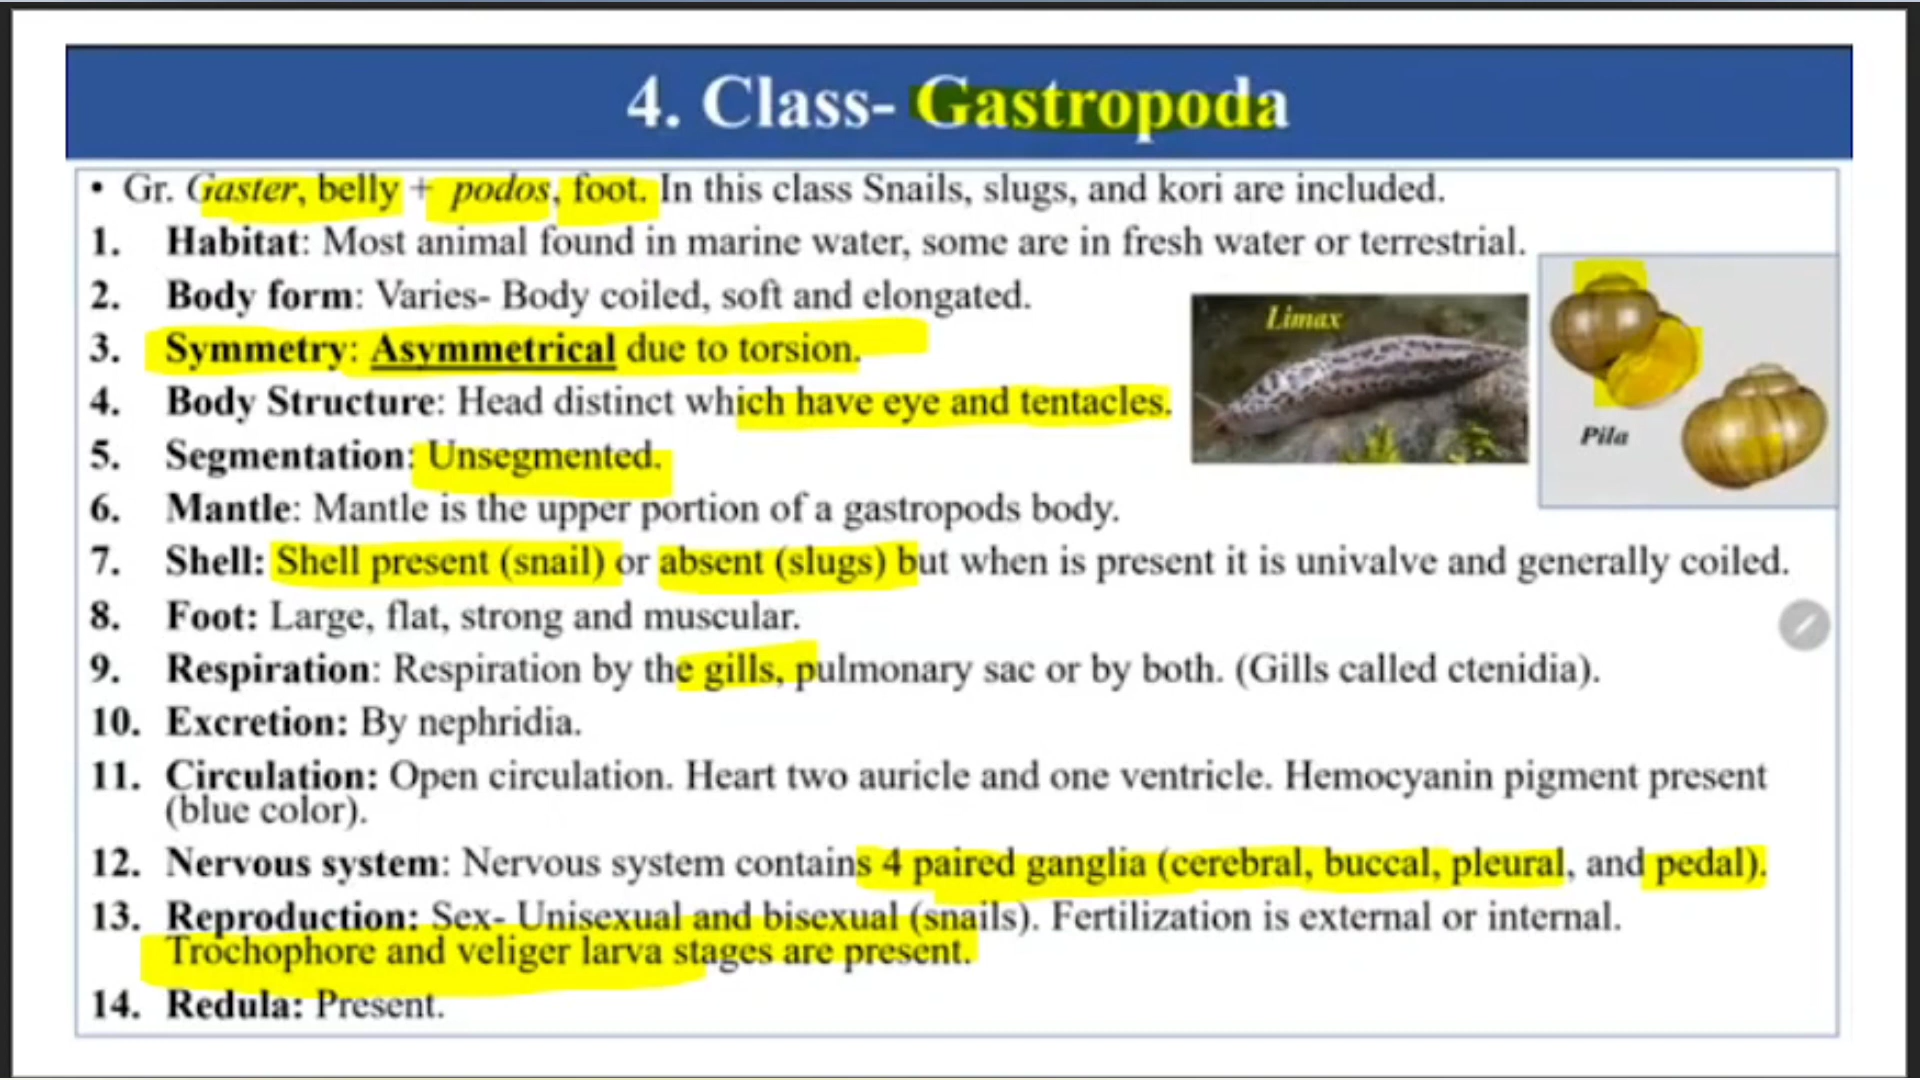 4. Class- Gastropoda
• Gr. Gaster, belly + podos, foot. In this class Snails, slugs, and kori are included.
1. Habitat: Most animal found in marine water, some are in fresh water or terrestrial.
2. Body form: Varies- Body coiled, soft and elongated.
3. Symmetry: Asymmetrical due to torsion.
4. Body Structure: Head distinct which have eye and tentacles.
Limax
Pila
5. Segmentation: Unsegmented.
6. Mantle: Mantle is the upper portion of a gastropods body.
7. Shell: Shell present (snail) or absent (slugs) but when is present it is univalve and generally coiled.
8. Foot: Large, flat, strong and muscular.
9. Respiration: Respiration by the gills, pulmonary sac or by both. (Gills called ctenidia).
10. Excretion: By nephridia.
11. Circulation: Open circulation. Heart two auricle and one ventricle. Hemocyanin pigment present
(blue color).
12. Nervous system: Nervous system contains 4 paired ganglia (cerebral, buccal, pleural, and pedal).
13. Reproduction: Sex- Unisexual and bisexual (snails). Fertilization is external or internal.
Trochophore and veliger larva stages are present.
14. Redula: Present.